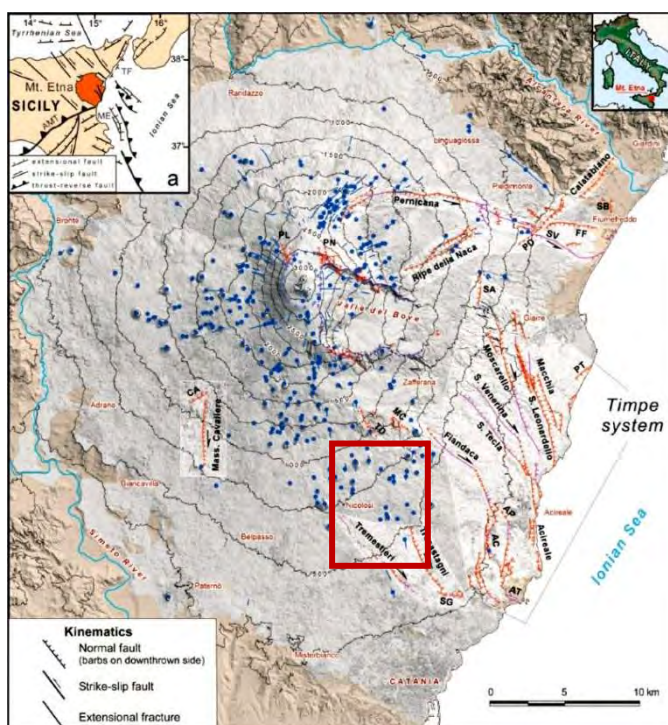 14°
15°
16°
Tyrrhenian Sea
TF
38°
Mt. Etna
SICILY
ME
AMT
Ionian Sea
37°
extensional fault
strike-slip fault
thrust-reverse fault
a
ITALY
Mt. Etna
Randazzo
Linguaglossa
Alcantara River
Giardini
Piedimonte
Calatabiano
Bronte
Pernicana
SB
Fiumefreddo
PL
PN
Ripe della Naca
PD
SV
FF
SA
Valle del Bove
Giarre
Moscarello
Macchia
S. Leonardello
S. Venerina
PT
Timpe
system
Zafferana
Adrano
CA
Mass. Cavaliere
TD
MC
S. Tecla
Fiandaca
Giancavilla
Nicolosi
AP
Acireale
AC
Acireale
Ionian Sea
Belpasso
Tremestieri
Trecastagni
Simeto River
Paternò
SG
AT
Misterbianco
CATANIA
Kinematics
Normal fault
(barbs on downthrown side)
Strike-slip fault
Extensional fracture
0 5 10 km